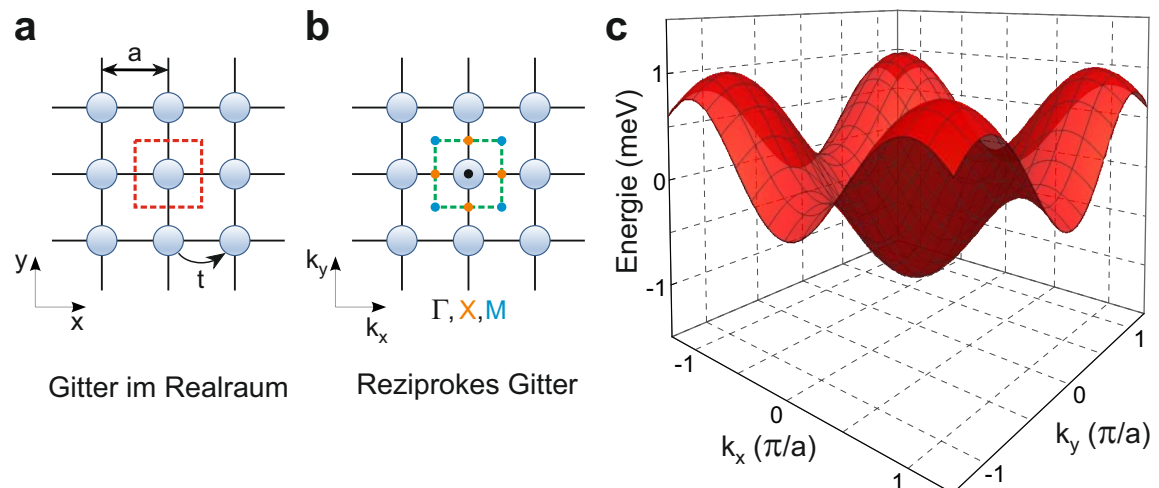 a
a
t
y
x
Gitter im Realraum
b
k_y
k_x
Γ, X, M
Reziprokes Gitter
c
Energie (meV)
1
0
-1
-1
0
1
k_x (π/a)
-1
0
1
k_y (π/a)